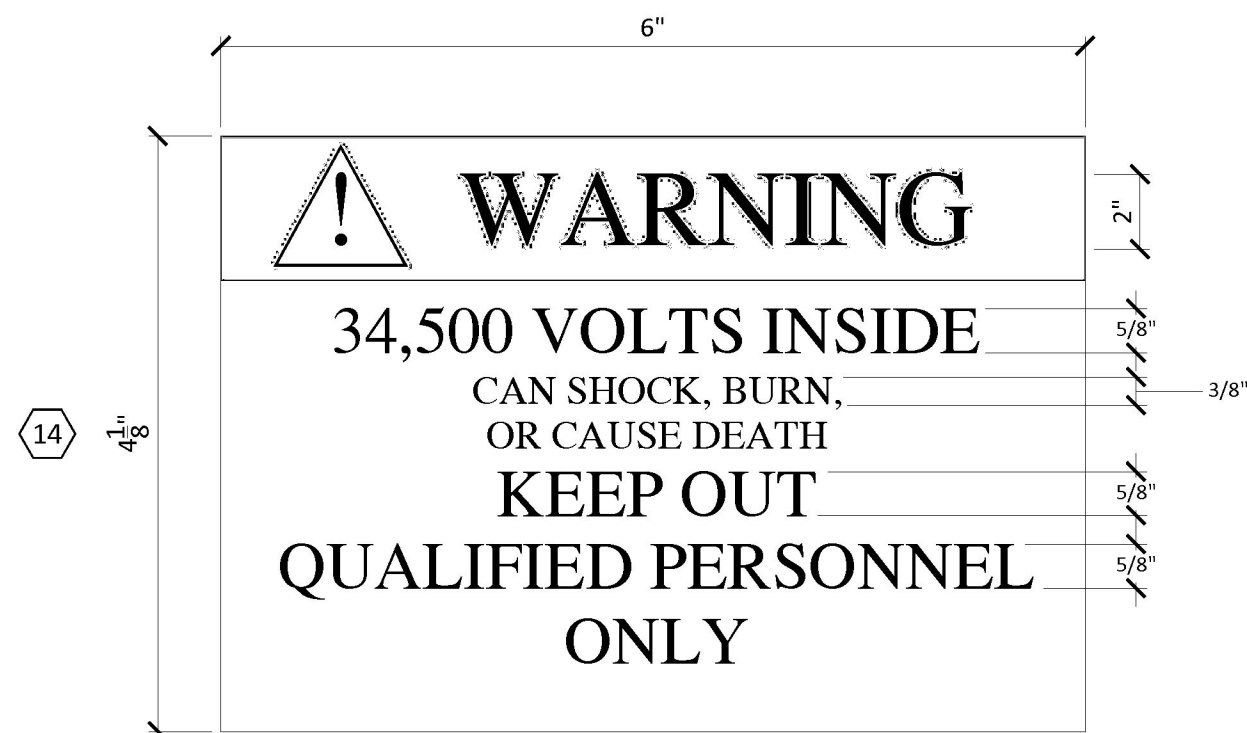 6"
! WARNING
2"
34,500 VOLTS INSIDE
5/8"
CAN SHOCK, BURN,
3/8"
14
4 1/8"
OR CAUSE DEATH
KEEP OUT
5/8"
QUALIFIED PERSONNEL
5/8"
ONLY